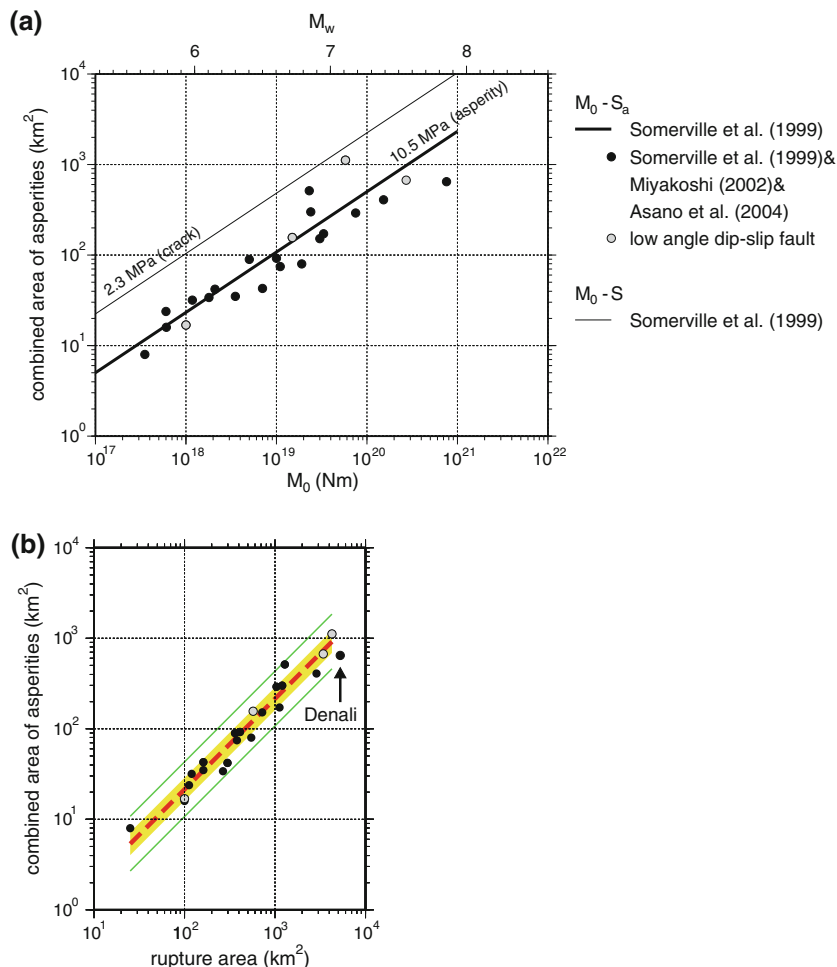 (a)
Mw
6 7 8
10^4
10^3
10^2
10^1
10^0
combined area of asperities (km²)
2.3 MPa (crack)
10.5 MPa (asperity)
10^17 10^18 10^19 10^20 10^21 10^22
M0 (Nm)
M0 - Sa
Somerville et al. (1999)
Somerville et al. (1999)&
Miyakoshi (2002)&
Asano et al. (2004)
low angle dip-slip fault
M0 - S
Somerville et al. (1999)
(b)
10^4
10^3
10^2
10^1
10^0
combined area of asperities (km²)
Denali
10^1 10^2 10^3 10^4
rupture area (km²)